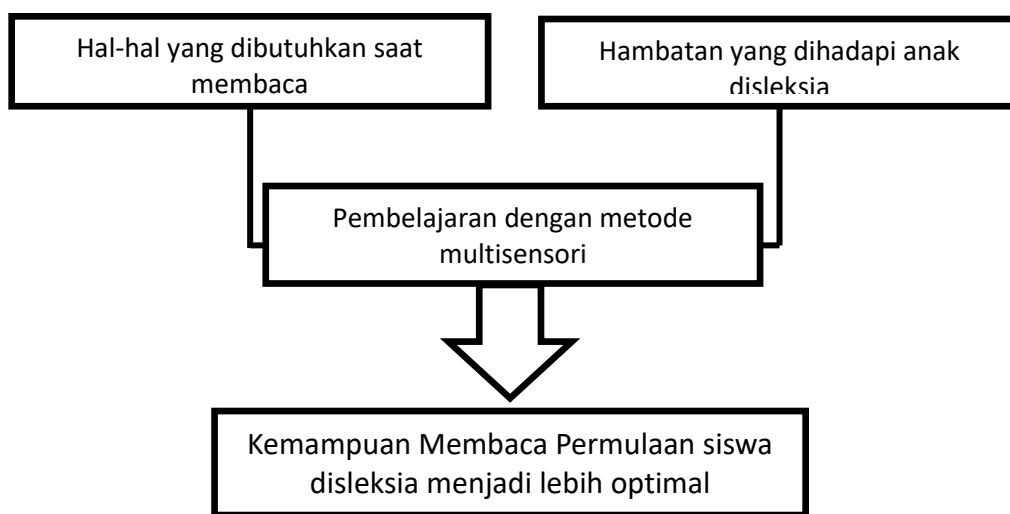 Hal-hal yang dibutuhkan saat
membaca
Hambatan yang dihadapi anak
disleksia
Pembelajaran dengan metode
multisensori
Kemampuan Membaca Permulaan siswa
disleksia menjadi lebih optimal